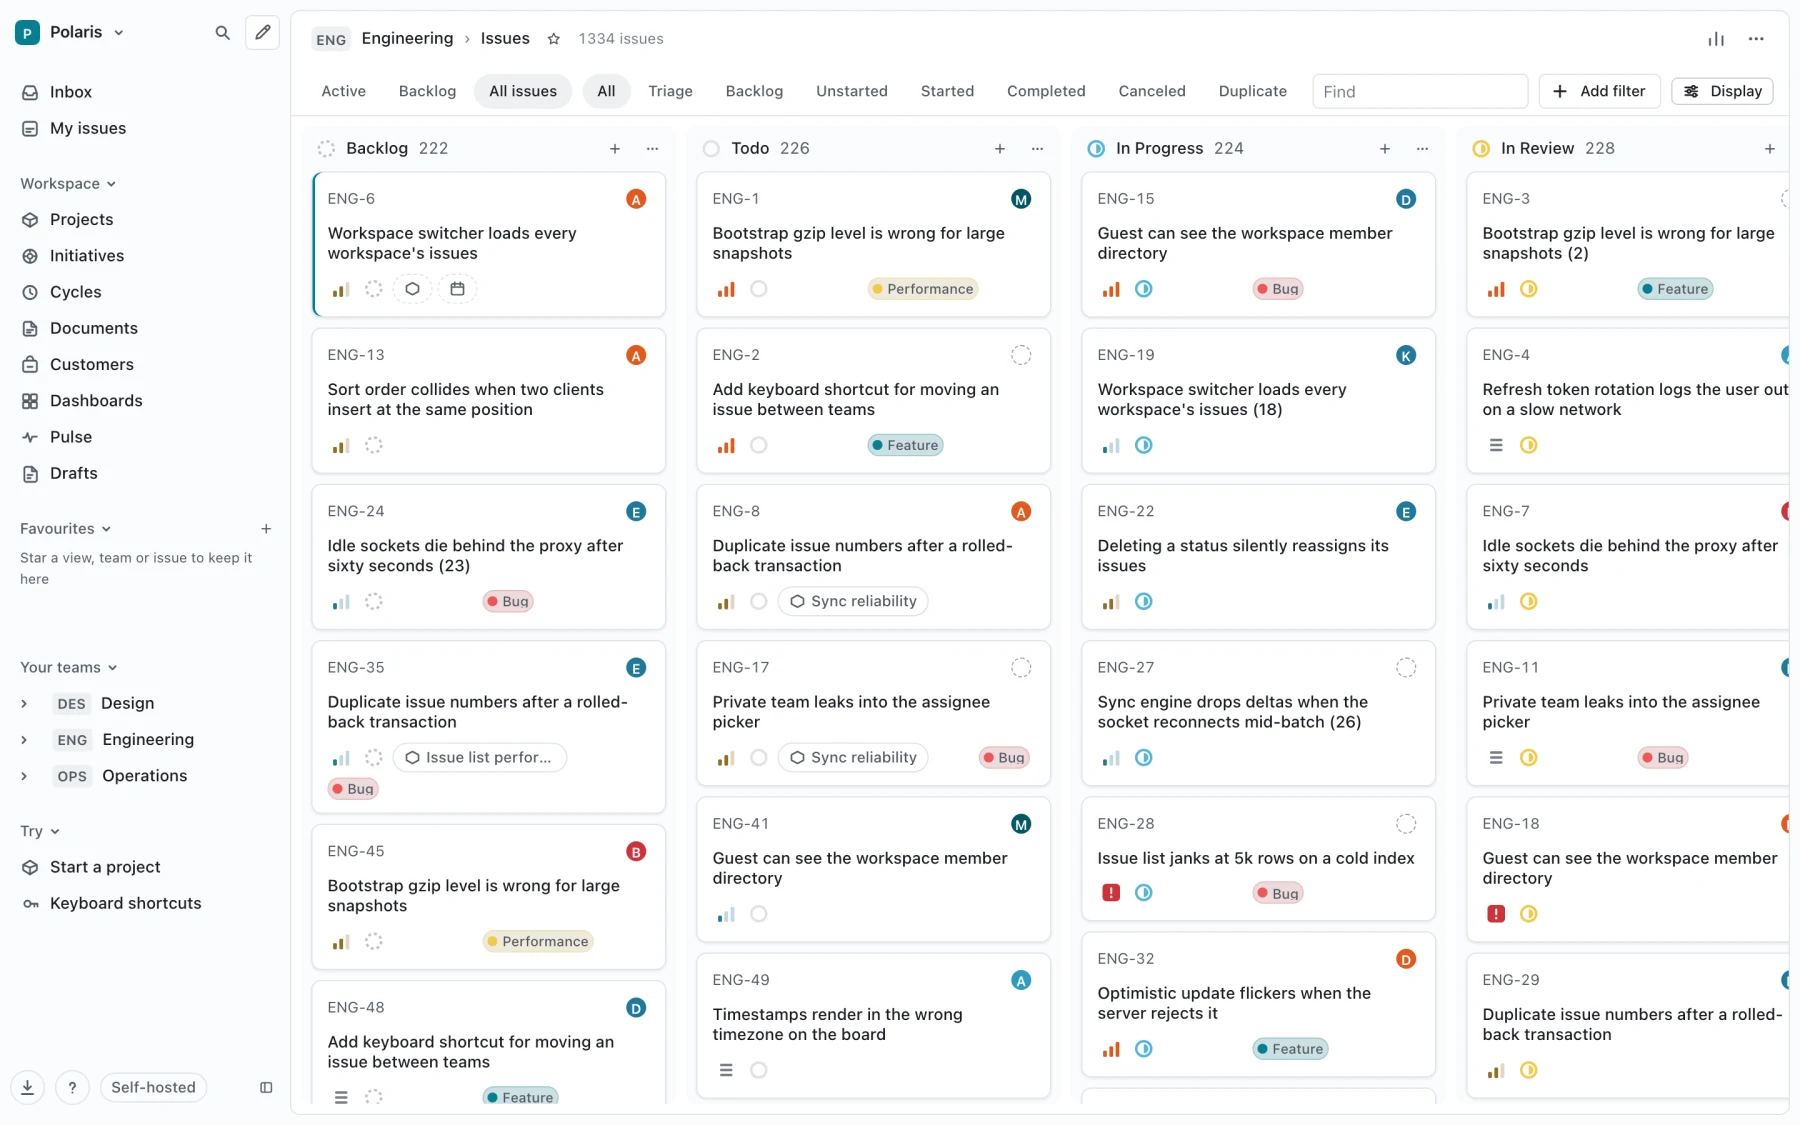 P Polaris
Inbox
My issues
Workspace
Projects
Initiatives
Cycles
Documents
Customers
Dashboards
Pulse
Drafts
Favourites
Star a view, team or issue to keep it
here
Your teams
DES Design
ENG Engineering
OPS Operations
Try
Start a project
Keyboard shortcuts
? Self-hosted
ENG Engineering › Issues 1334 issues
Active Backlog All issues All Triage Backlog Unstarted Started Completed Canceled Duplicate Find Add filter Display
Backlog 222
ENG-6 A
Workspace switcher loads every
workspace's issues
ENG-13 A
Sort order collides when two clients
insert at the same position
ENG-24 E
Idle sockets die behind the proxy after
sixty seconds (23)
Bug
ENG-35 E
Duplicate issue numbers after a rolled-
back transaction
Issue list perfor...
Bug
ENG-45 B
Bootstrap gzip level is wrong for large
snapshots
Performance
ENG-48 D
Add keyboard shortcut for moving an
issue between teams
Feature
Todo 226
ENG-1 M
Bootstrap gzip level is wrong for large
snapshots
Performance
ENG-2
Add keyboard shortcut for moving an
issue between teams
Feature
ENG-8 A
Duplicate issue numbers after a rolled-
back transaction
Sync reliability
ENG-17
Private team leaks into the assignee
picker
Sync reliability Bug
ENG-41 M
Guest can see the workspace member
directory
ENG-49 A
Timestamps render in the wrong
timezone on the board
In Progress 224
ENG-15 D
Guest can see the workspace member
directory
Bug
ENG-19 K
Workspace switcher loads every
workspace's issues (18)
ENG-22 E
Deleting a status silently reassigns its
issues
ENG-27
Sync engine drops deltas when the
socket reconnects mid-batch (26)
ENG-28
Issue list janks at 5k rows on a cold index
Bug
ENG-32 D
Optimistic update flickers when the
server rejects it
Feature
In Review 228
ENG-3
Bootstrap gzip level is wrong for large
snapshots (2)
Feature
ENG-4
Refresh token rotation logs the user out
on a slow network
ENG-7
Idle sockets die behind the proxy after
sixty seconds
ENG-11
Private team leaks into the assignee
picker
Bug
ENG-18
Guest can see the workspace member
directory
ENG-29
Duplicate issue numbers after a rolled-
back transaction